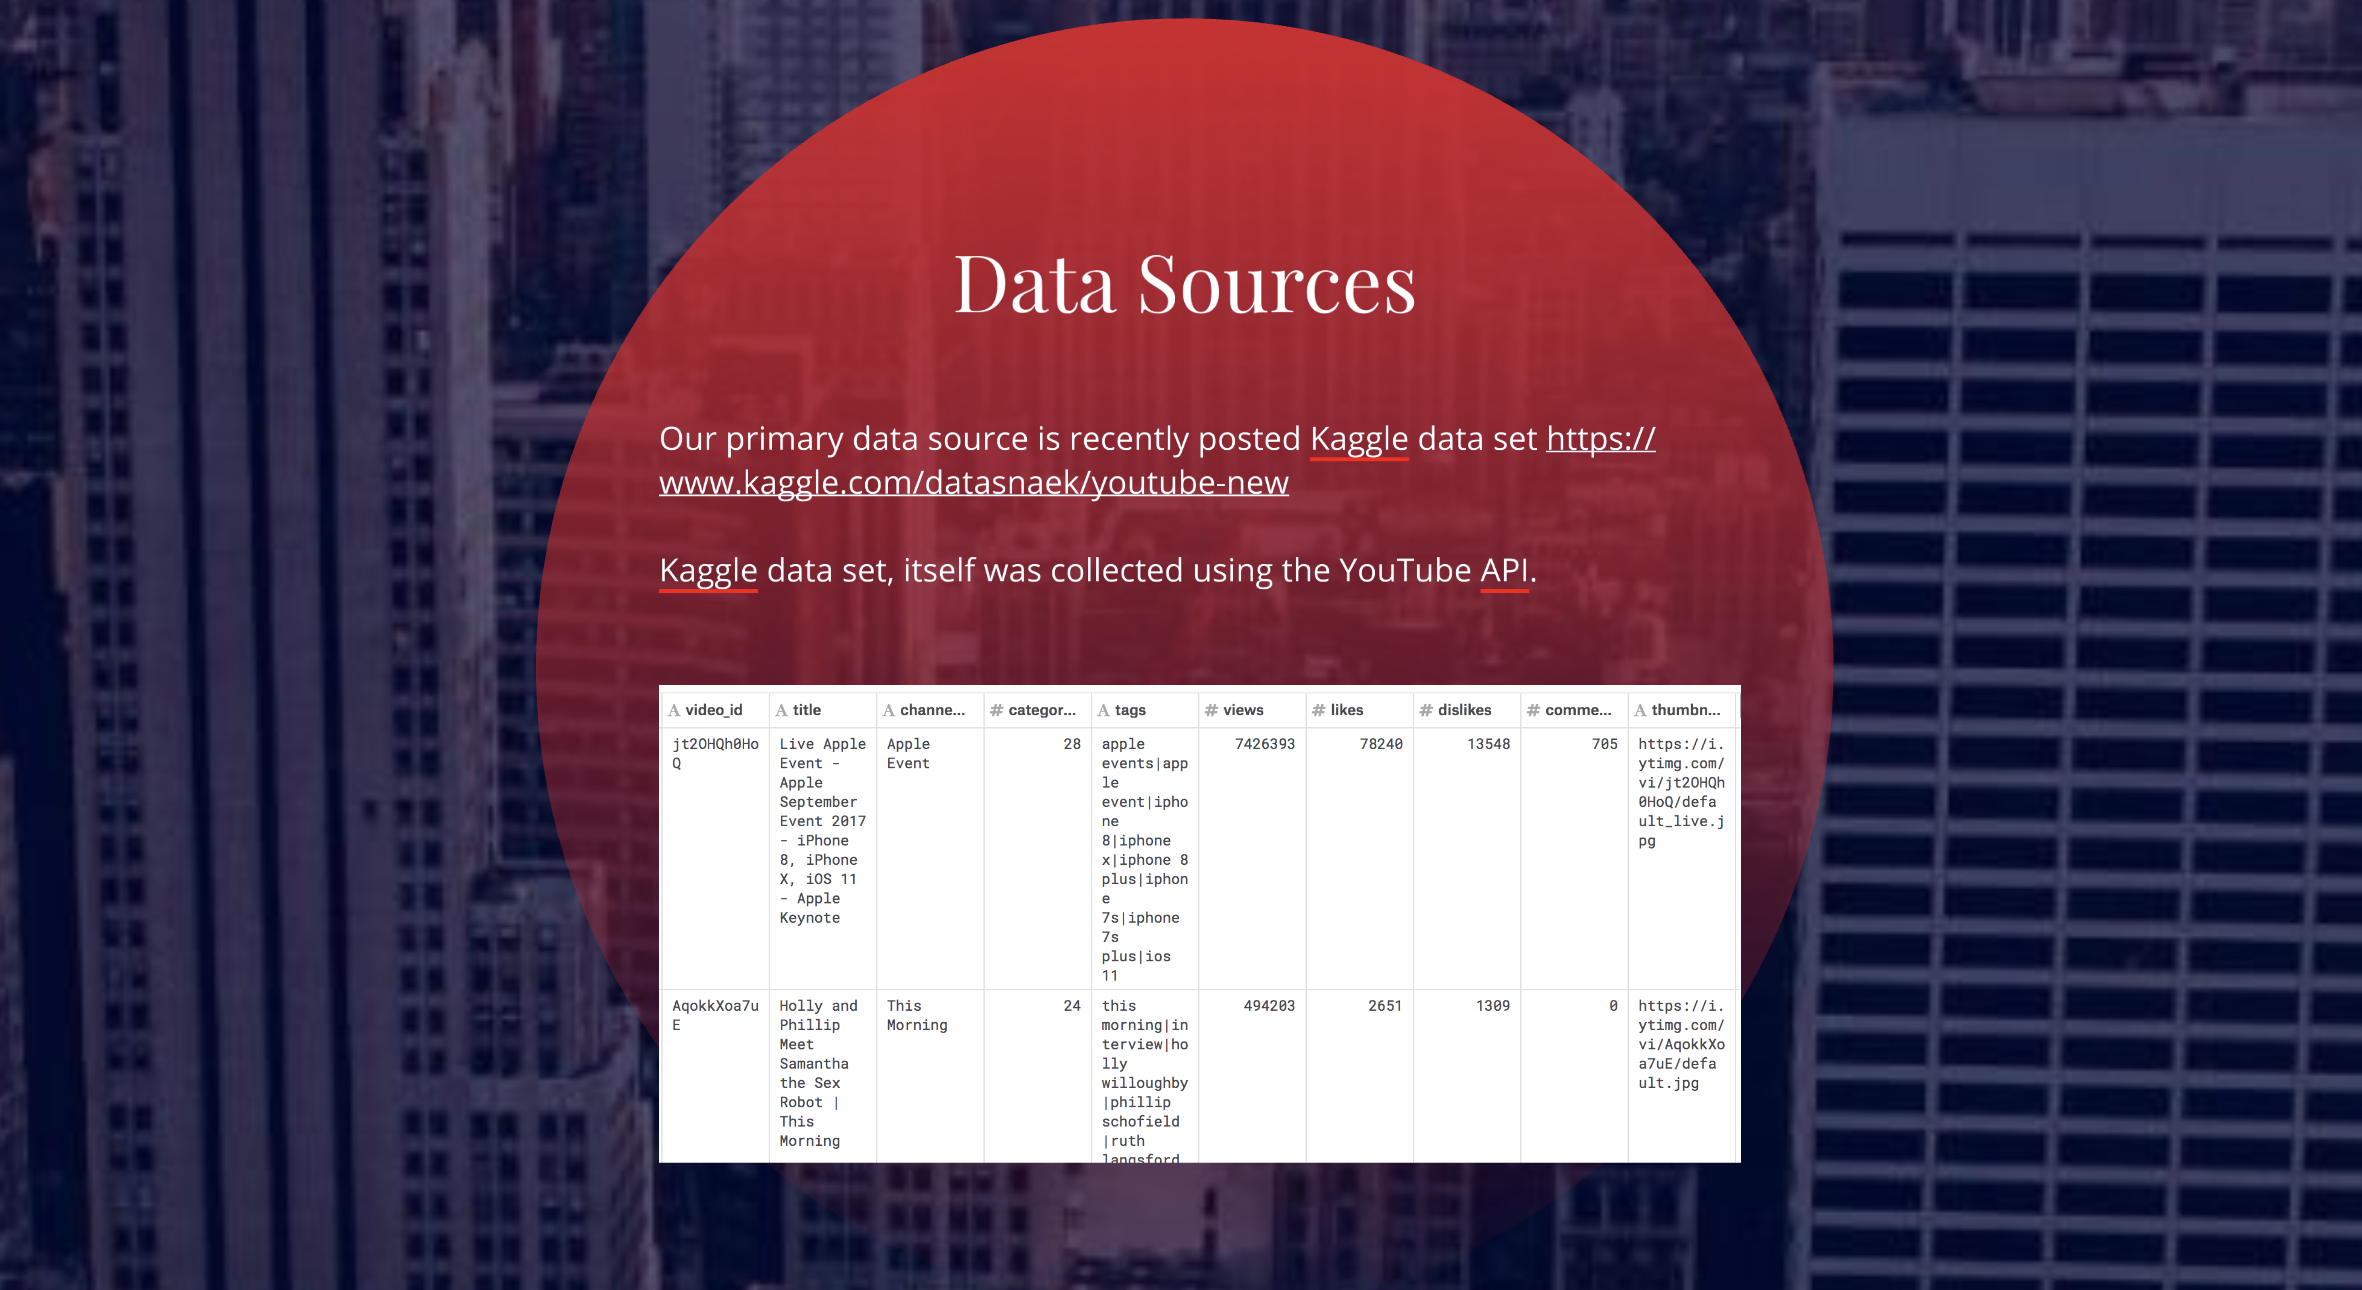 Data Sources
Our primary data source is recently posted Kaggle data set https://
www.kaggle.com/datasnaek/youtube-new
Kaggle data set, itself was collected using the YouTube API.
A video_id A title A channe... # categor... A tags # views # likes # dislikes # comme... A thumbn...
jt2OHQh0Ho
Q
Live Apple
Event -
Apple
September
Event 2017
- iPhone
8, iPhone
X, iOS 11
- Apple
Keynote
Apple
Event
28
apple
events|app
le
event|ipho
ne
8|iphone
x|iphone 8
plus|iphon
e
7s|iphone
7s
plus|ios
11
7426393
78240
13548
705
https://i.
ytimg.com/
vi/jt2OHQh
0HoQ/defa
ult_live.j
pg
AqokkXoa7u
E
Holly and
Phillip
Meet
Samantha
the Sex
Robot |
This
Morning
This
Morning
24
this
morning|in
terview|ho
lly
willoughby
|phillip
schofield
|ruth
langsford
494203
2651
1309
0
https://i.
ytimg.com/
vi/AqokkXo
a7uE/defa
ult.jpg